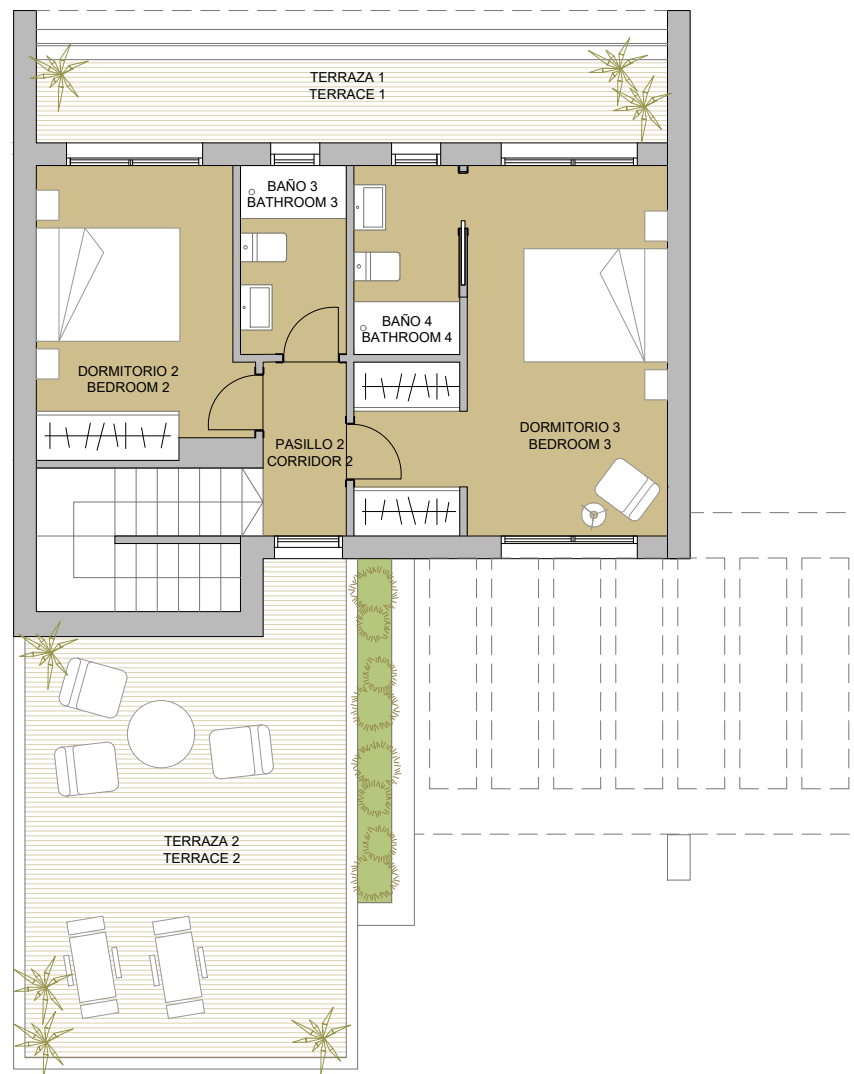 TERRAZA 1
TERRACE 1
BAÑO 3
BATHROOM 3
BAÑO 4
BATHROOM 4
DORMITORIO 2
BEDROOM 2
DORMITORIO 3
BEDROOM 3
PASILLO 2
CORRIDOR 2
TERRAZA 2
TERRACE 2